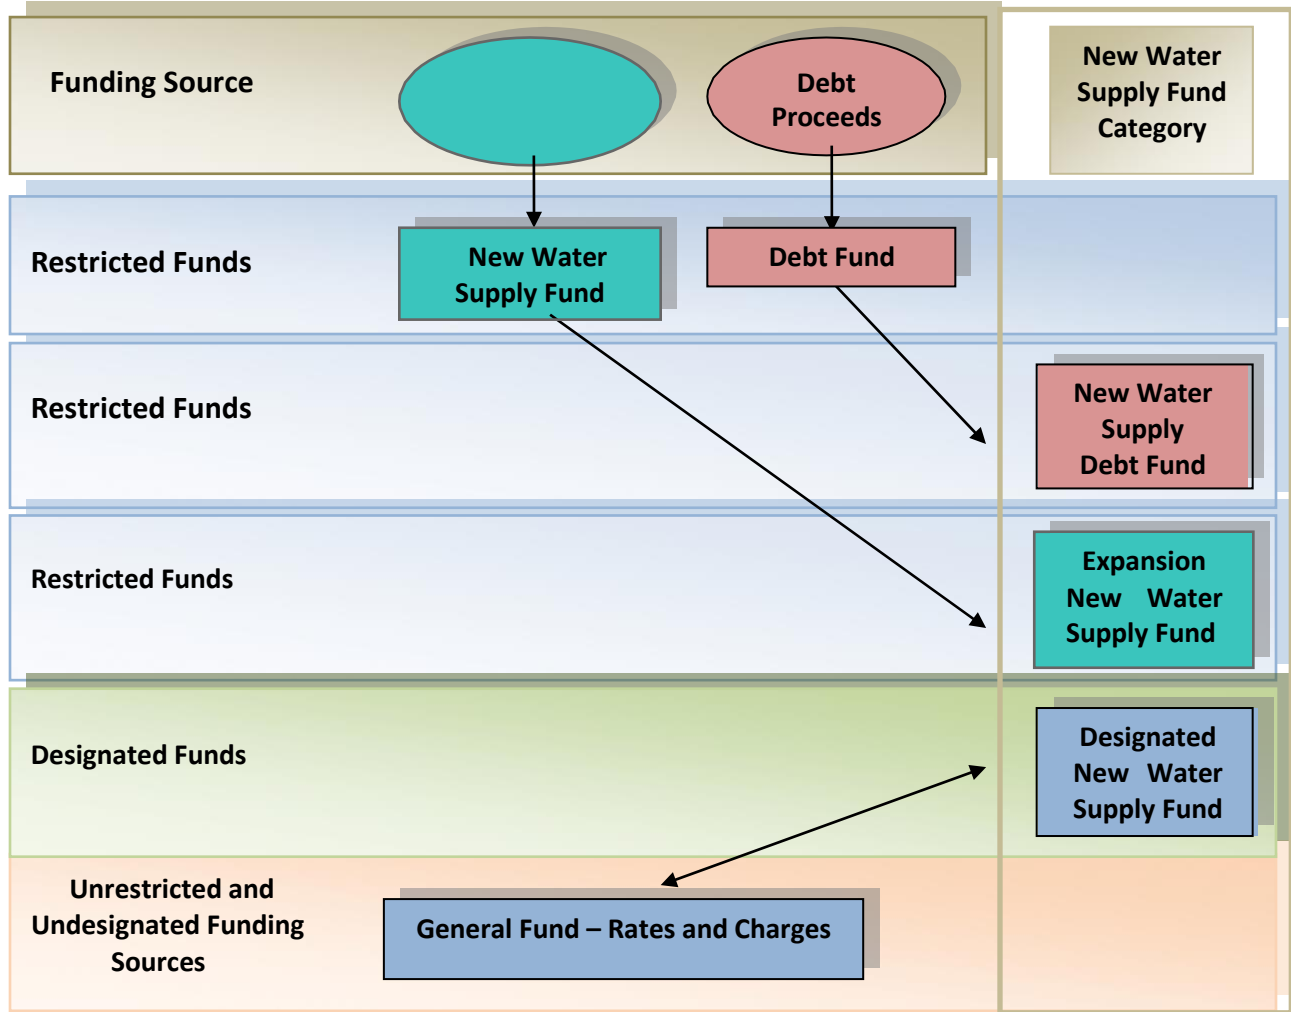 Funding Source
Debt
Proceeds
New Water
Supply Fund
Category
Restricted Funds
New Water
Supply Fund
Debt Fund
Restricted Funds
New Water
Supply
Debt Fund
Restricted Funds
Expansion
New Water
Supply Fund
Designated Funds
Designated
New Water
Supply Fund
Unrestricted and
Undesignated Funding
Sources
General Fund – Rates and Charges